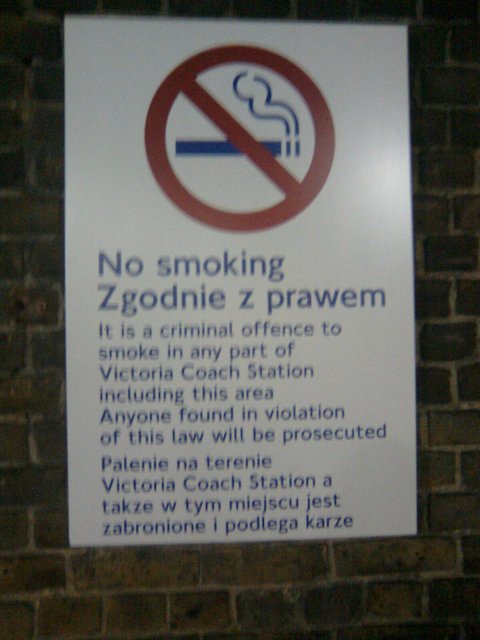 No smoking
Zgodnie z prawem
It is a criminal offence to
smoke in any part of
Victoria Coach Station
including this area
Anyone found in violation
of this law will be prosecuted
Palenie na terenie
Victoria Coach Station a
takze w tym miejscu jest
zabronione i podlega karze